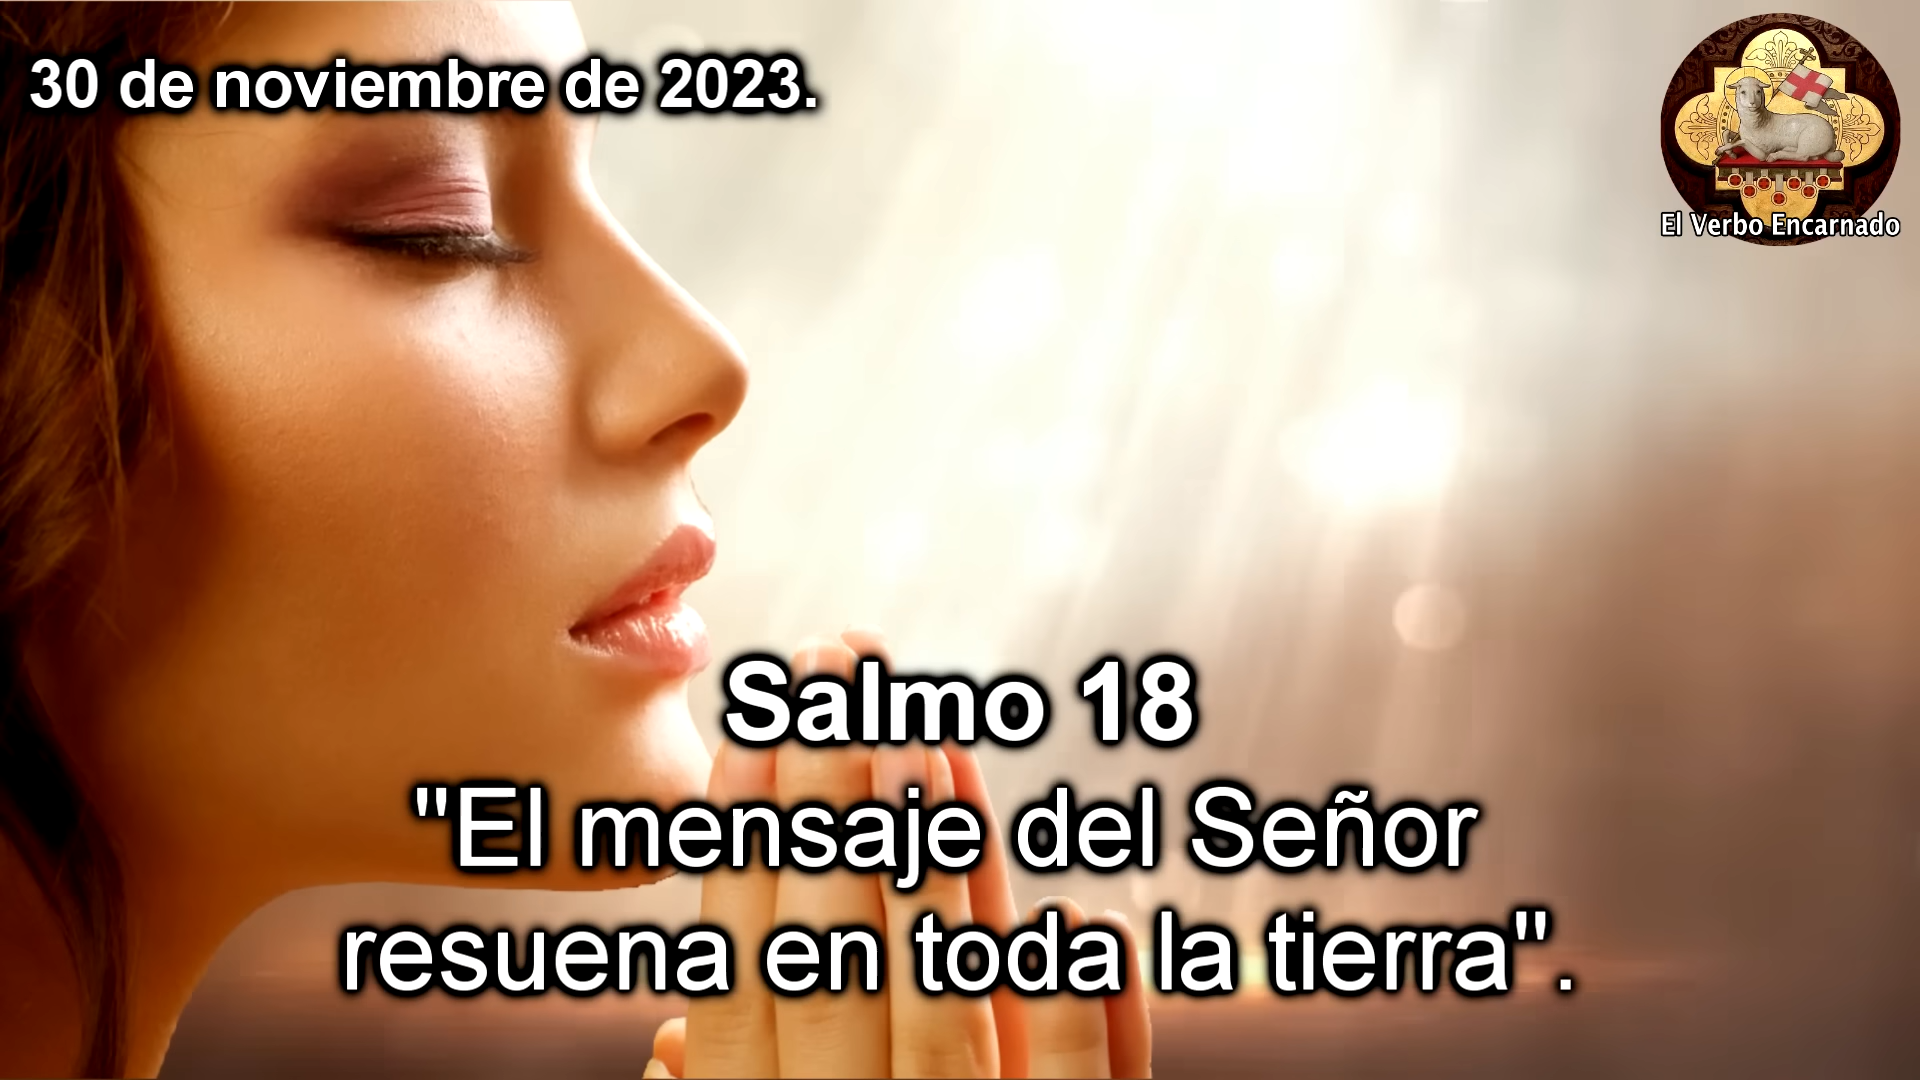 30 de noviembre de 2023.
El Verbo Encarnado
Salmo 18
"El mensaje del Señor
resuena en toda la tierra".